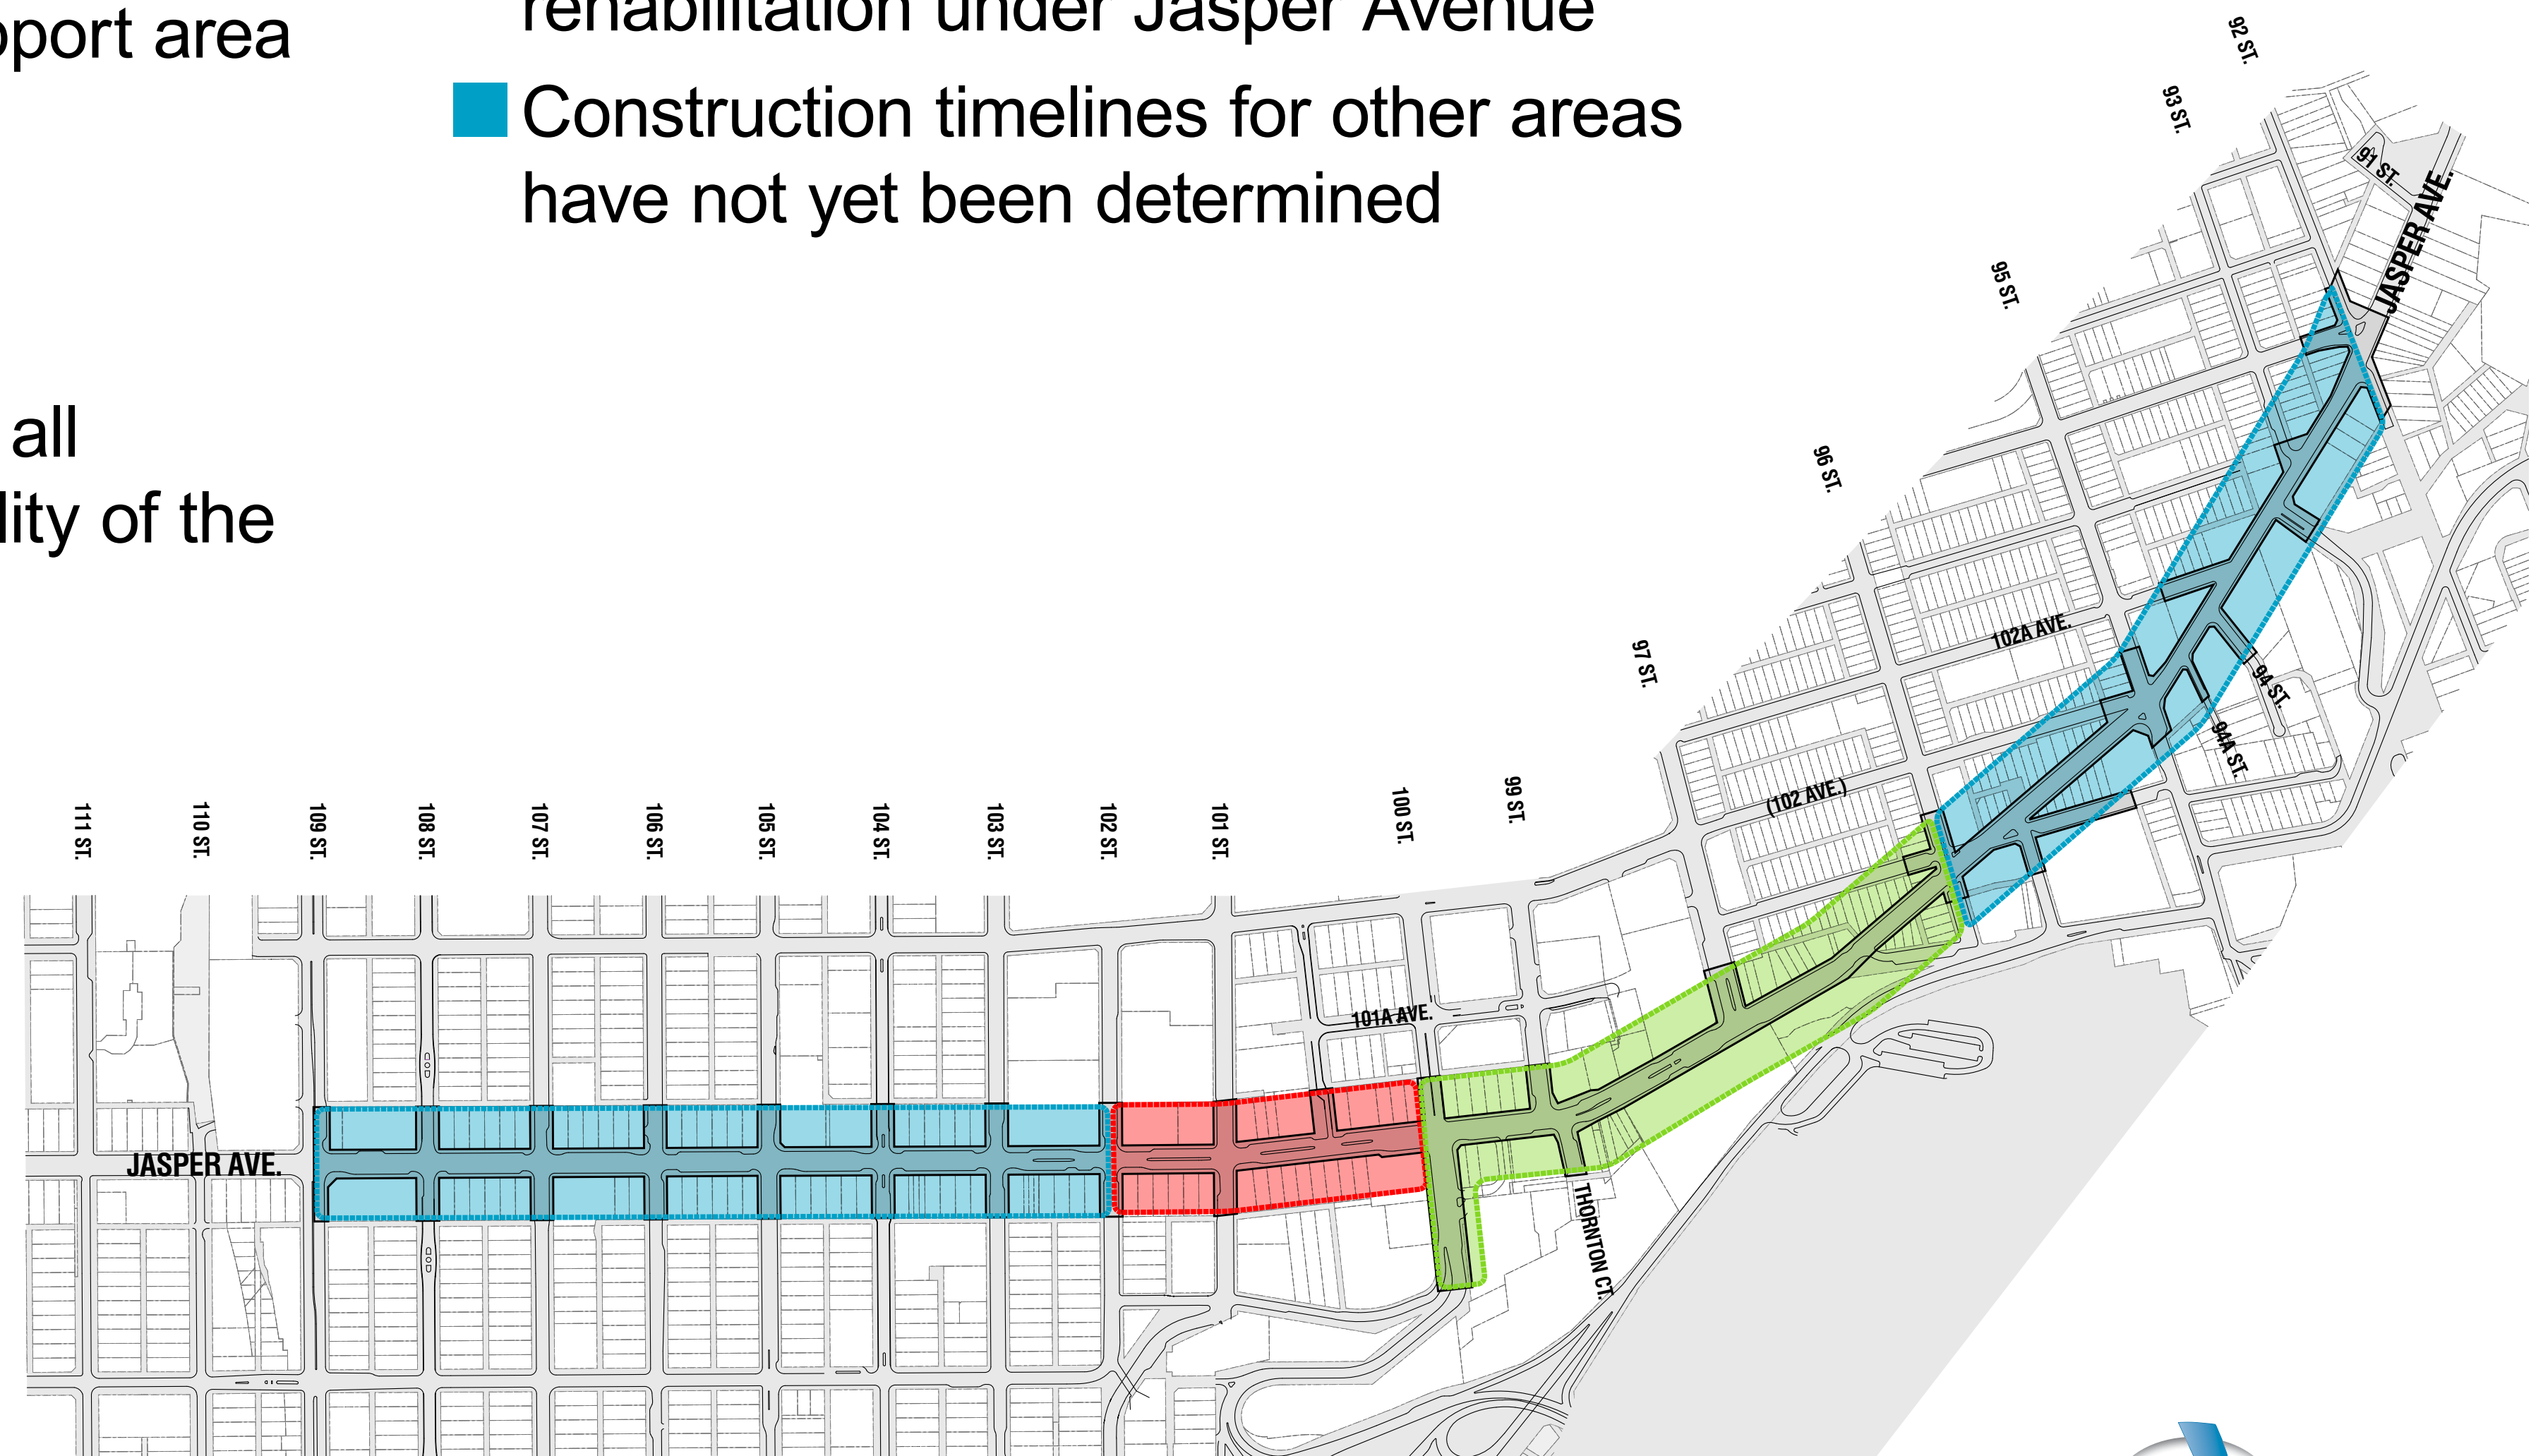 pport area
rehabilitation under Jasper Avenue
Construction timelines for other areas
have not yet been determined
all
lity of the
92 ST.
93 ST.
91 ST.
JASPER AVE.
95 ST.
96 ST.
102A AVE.
97 ST.
94 ST.
94A ST.
(102 AVE.)
111 ST.
110 ST.
109 ST.
108 ST.
107 ST.
106 ST.
105 ST.
104 ST.
103 ST.
102 ST.
101 ST.
100 ST.
99 ST.
101A AVE.
JASPER AVE.
THORNTON CT.